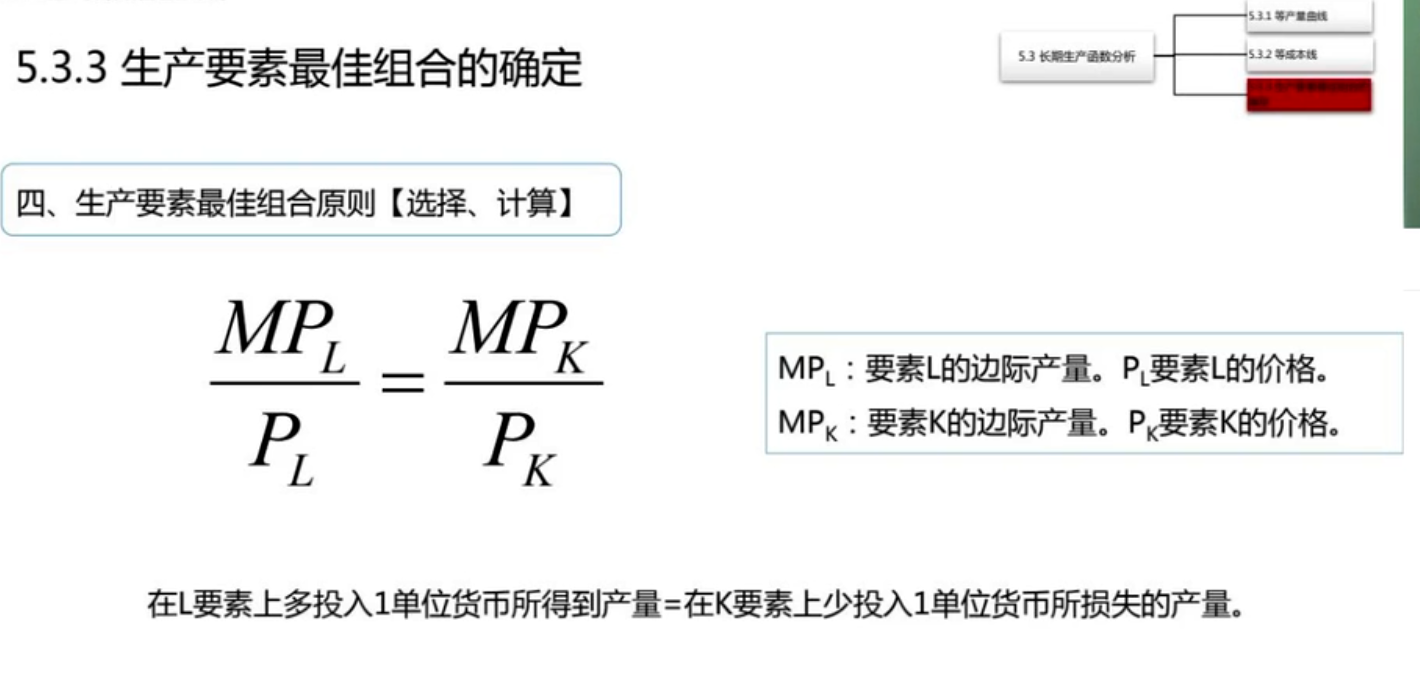 5.3.3 生产要素最佳组合的确定
5.3 长期生产函数分析
5.3.1 等产量曲线
5.3.2 等成本线
四、生产要素最佳组合原则【选择、计算】
MP_L / P_L = MP_K / P_K
MP_L：要素L的边际产量。P_L要素L的价格。
MP_K：要素K的边际产量。P_K要素K的价格。
在L要素上多投入1单位货币所得到产量=在K要素上少投入1单位货币所损失的产量。